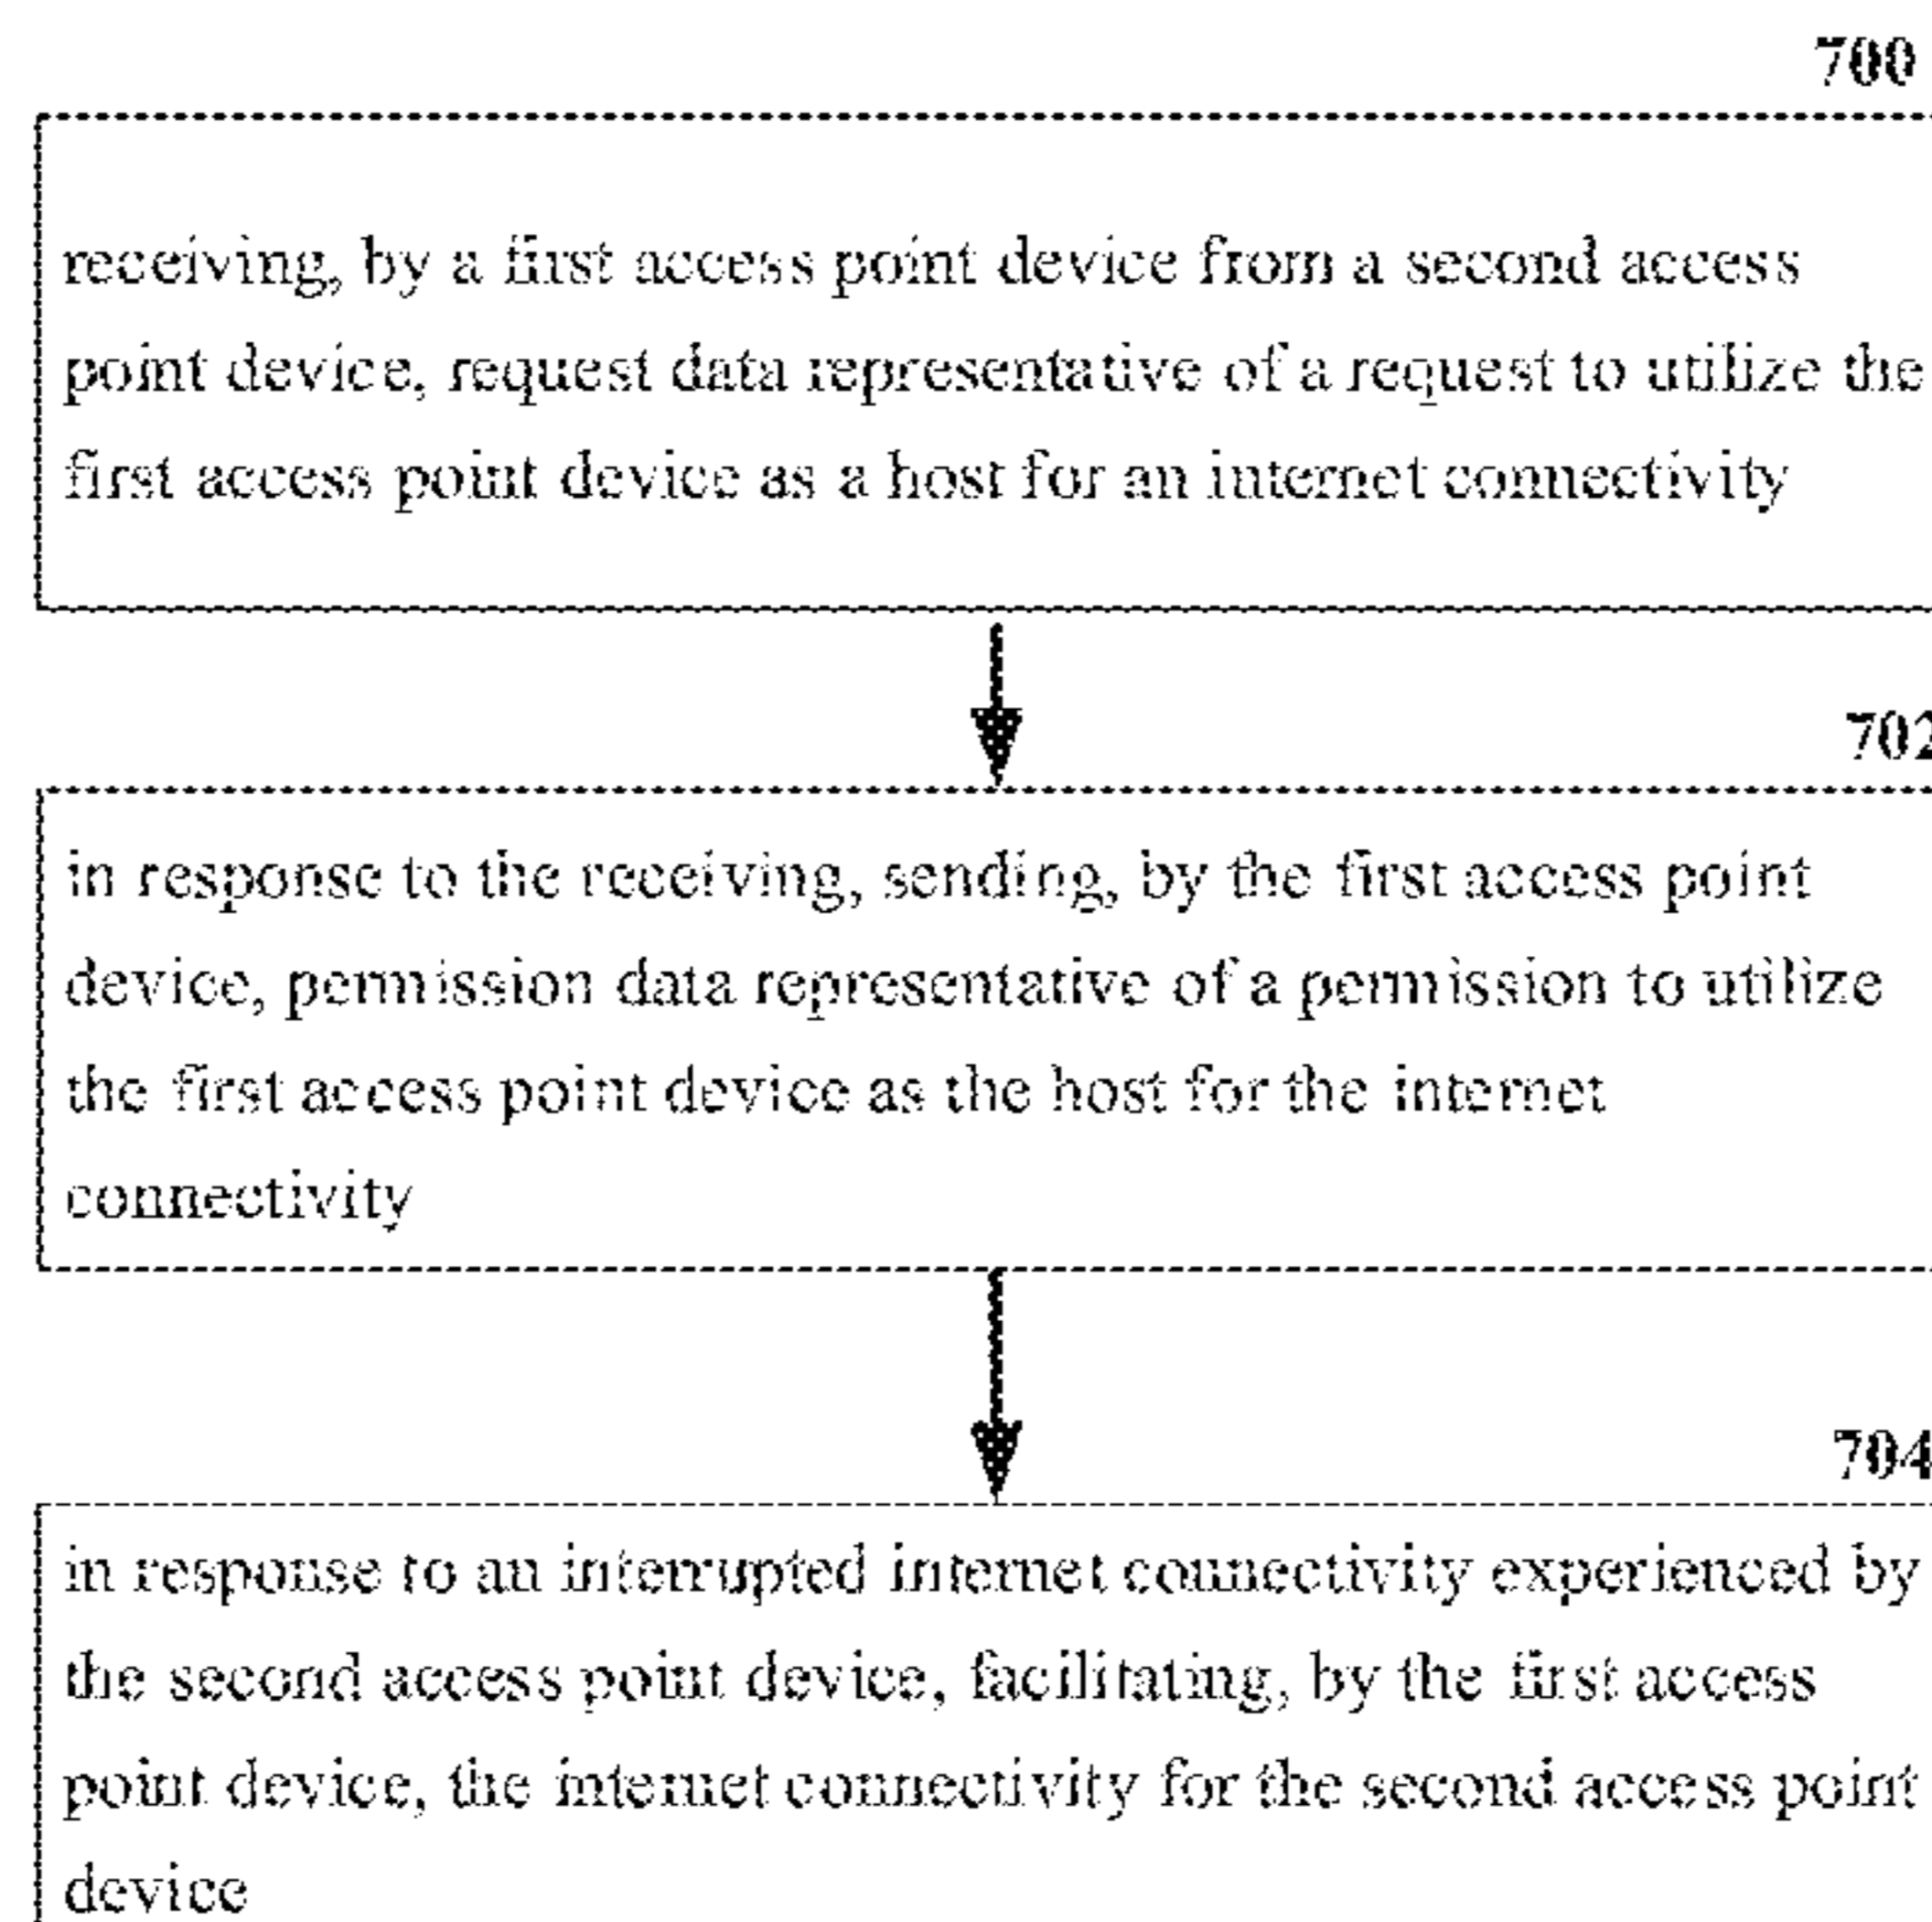 700
receiving, by a first access point device from a second access
point device, request data representative of a request to utilize the
first access point device as a host for an internet connectivity
702
in response to the receiving, sending, by the first access point
device, permission data representative of a permission to utilize
the first access point device as the host for the internet
connectivity
704
in response to an interrupted internet connectivity experienced by
the second access point device, facilitating, by the first access
point device, the internet connectivity for the second access point
device